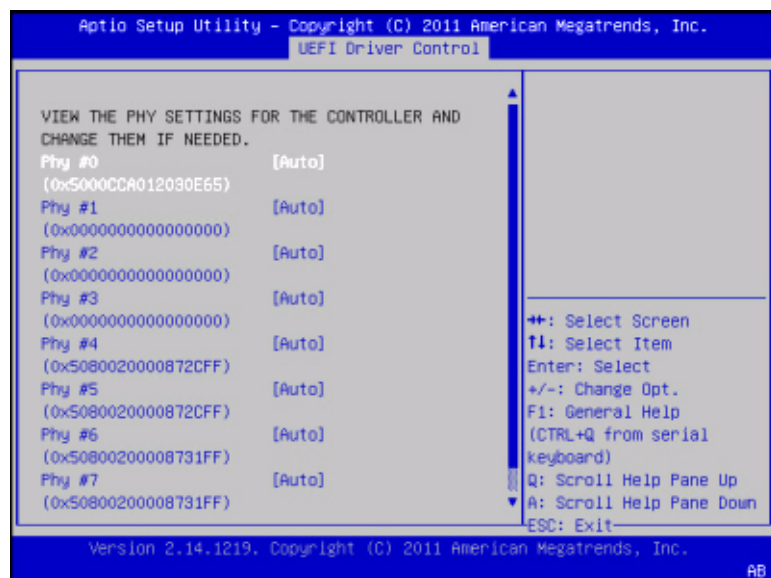 Aptio Setup Utility – Copyright (C) 2011 American Megatrends, Inc.
UEFI Driver Control
VIEW THE PHY SETTINGS FOR THE CONTROLLER AND
CHANGE THEM IF NEEDED.
Phy #0 [Auto]
(0x5000CCA012030E65)
Phy #1 [Auto]
(0x0000000000000000)
Phy #2 [Auto]
(0x0000000000000000)
Phy #3 [Auto]
(0x0000000000000000)
Phy #4 [Auto]
(0x5080020000872CFF)
Phy #5 [Auto]
(0x5080020000872CFF)
Phy #6 [Auto]
(0x50800200008731FF)
Phy #7 [Auto]
(0x50800200008731FF)
→←: Select Screen
↑↓: Select Item
Enter: Select
+/-: Change Opt.
F1: General Help
(CTRL+Q from serial
keyboard)
Q: Scroll Help Pane Up
A: Scroll Help Pane Down
ESC: Exit
Version 2.14.1219. Copyright (C) 2011 American Megatrends, Inc.
AB